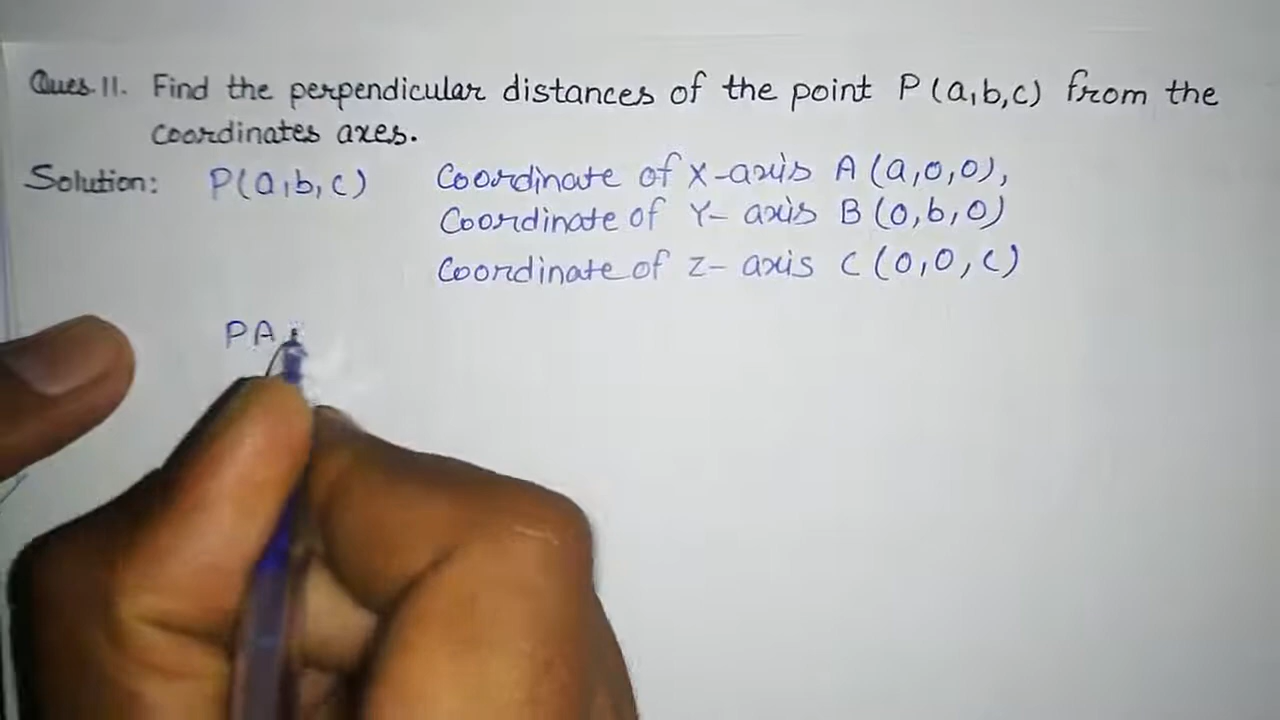 Ques.11. Find the perpendicular distances of the point P(a,b,c) from the
coordinates axes.
Solution: P(a,b,c) Coordinate of X-axis A(a,0,0),
Coordinate of Y- axis B(0,b,0)
Coordinate of Z- axis C(0,0,c)
PA